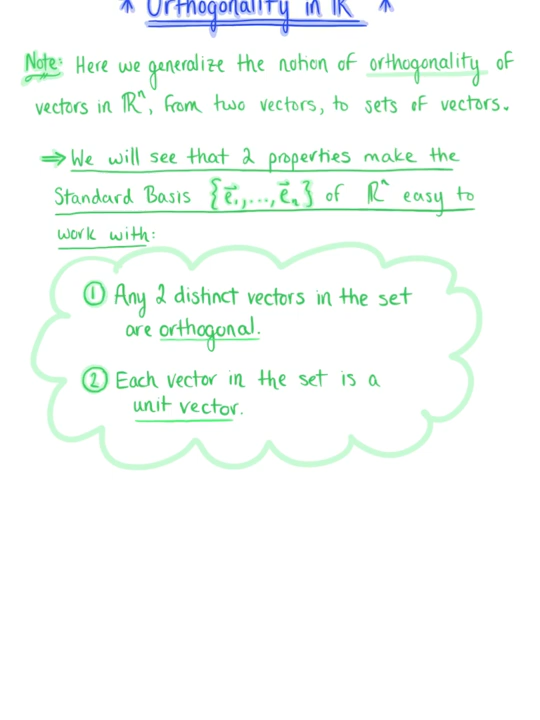 Orthogonality in ℝ
Note: Here we generalize the notion of orthogonality of
vectors in ℝⁿ, from two vectors, to sets of vectors.
⇒ We will see that 2 properties make the
Standard Basis {e⃗₁,...,e⃗ₙ} of ℝⁿ easy to
work with:
① Any 2 distinct vectors in the set
are orthogonal.
② Each vector in the set is a
unit vector.